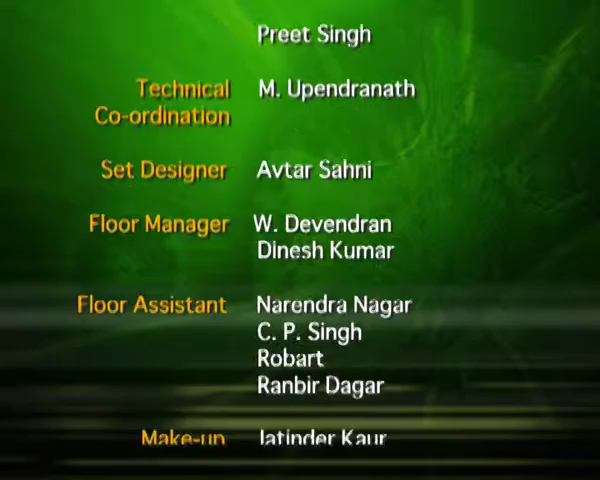 Preet Singh
Technical Co-ordination M. Upendranath
Set Designer Avtar Sahni
Floor Manager W. Devendran
Dinesh Kumar
Floor Assistant Narendra Nagar
C. P. Singh
Robart
Ranbir Dagar
Make-up Jatinder Kaur